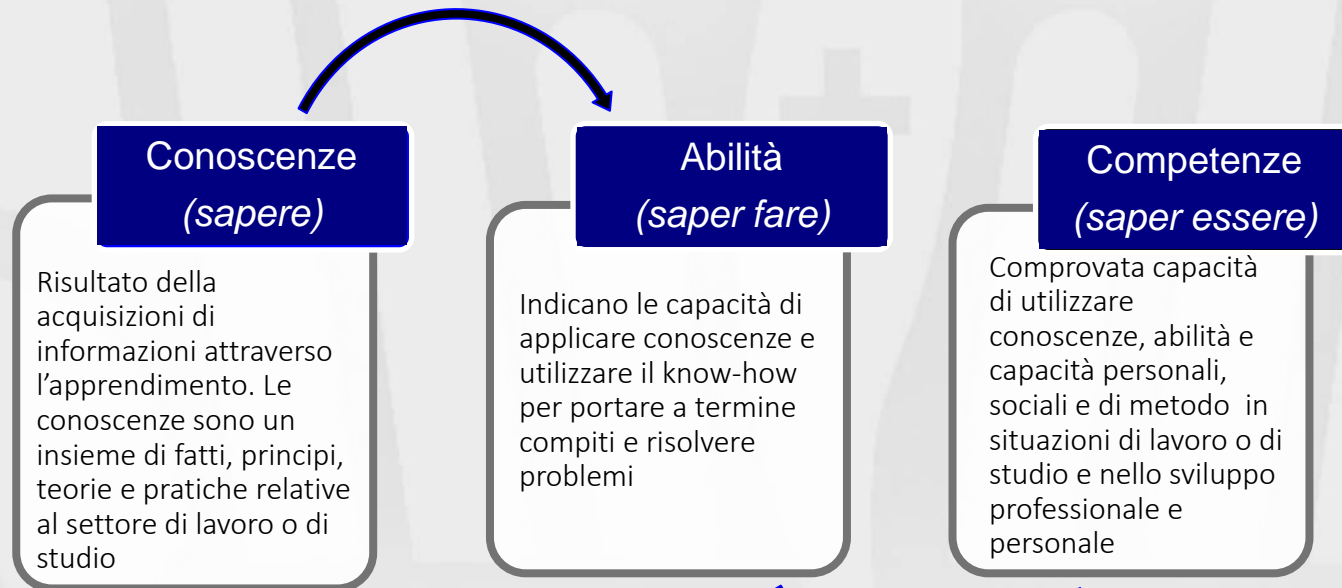 Conoscenze
(sapere)
Risultato della
acquisizioni di
informazioni attraverso
l’apprendimento. Le
conoscenze sono un
insieme di fatti, principi,
teorie e pratiche relative
al settore di lavoro o di
studio
Abilità
(saper fare)
Indicano le capacità di
applicare conoscenze e
utilizzare il know-how
per portare a termine
compiti e risolvere
problemi
Competenze
(saper essere)
Comprovata capacità
di utilizzare
conoscenze, abilità e
capacità personali,
sociali e di metodo in
situazioni di lavoro o di
studio e nello sviluppo
professionale e
personale